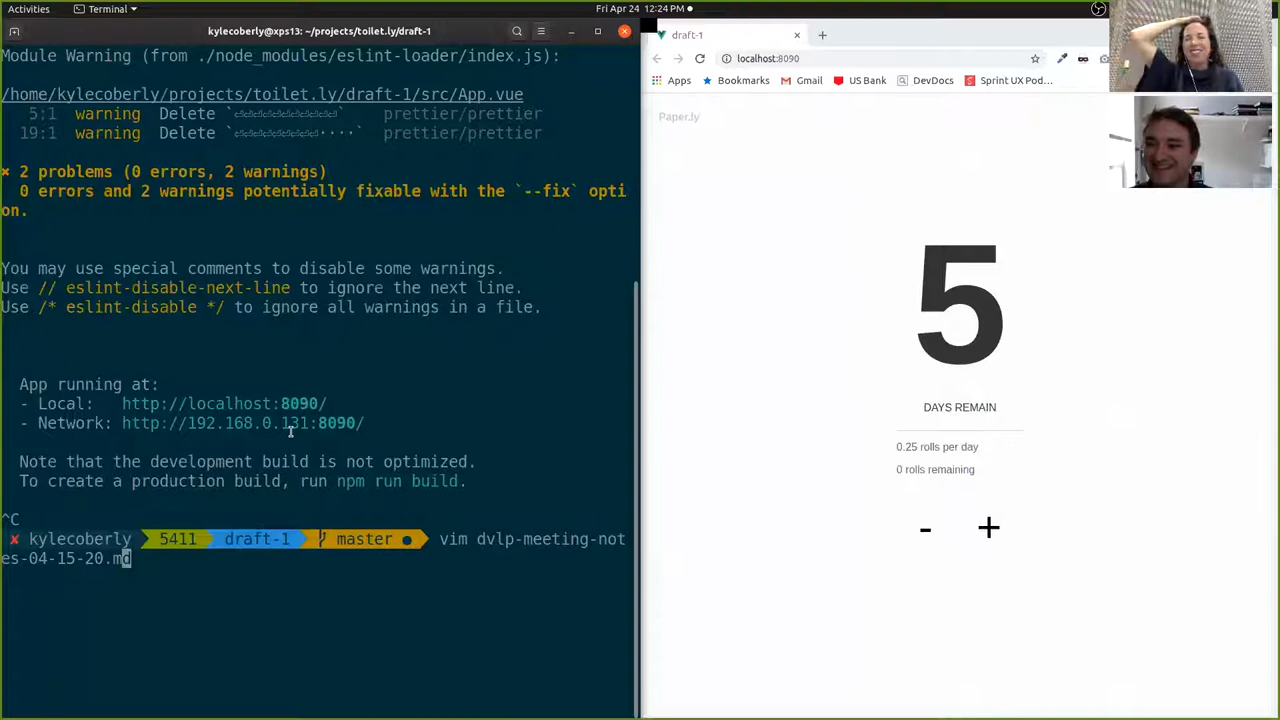 Activities
Terminal
Fri Apr 24 12:24 PM
kylecoberly@xps13: ~/projects/toilet.ly/draft-1
Module Warning (from ./node_modules/eslint-loader/index.js):
/home/kylecoberly/projects/toilet.ly/draft-1/src/App.vue
5:1 warning Delete `⏎⏎⏎⏎⏎⏎⏎⏎⏎⏎` prettier/prettier
19:1 warning Delete `⏎⏎⏎⏎⏎⏎⏎····` prettier/prettier
✖ 2 problems (0 errors, 2 warnings)
0 errors and 2 warnings potentially fixable with the `--fix` opti
on.
You may use special comments to disable some warnings.
Use // eslint-disable-next-line to ignore the next line.
Use /* eslint-disable */ to ignore all warnings in a file.
App running at:
- Local: http://localhost:8090/
- Network: http://192.168.0.131:8090/
Note that the development build is not optimized.
To create a production build, run npm run build.
^C
✘ kylecoberly 5411 draft-1 master ● vim dvlp-meeting-not
es-04-15-20.md
draft-1
localhost:8090
Apps
Bookmarks
Gmail
US Bank
DevDocs
Sprint UX Pod...
Paper.ly
5
DAYS REMAIN
0.25 rolls per day
0 rolls remaining
- +